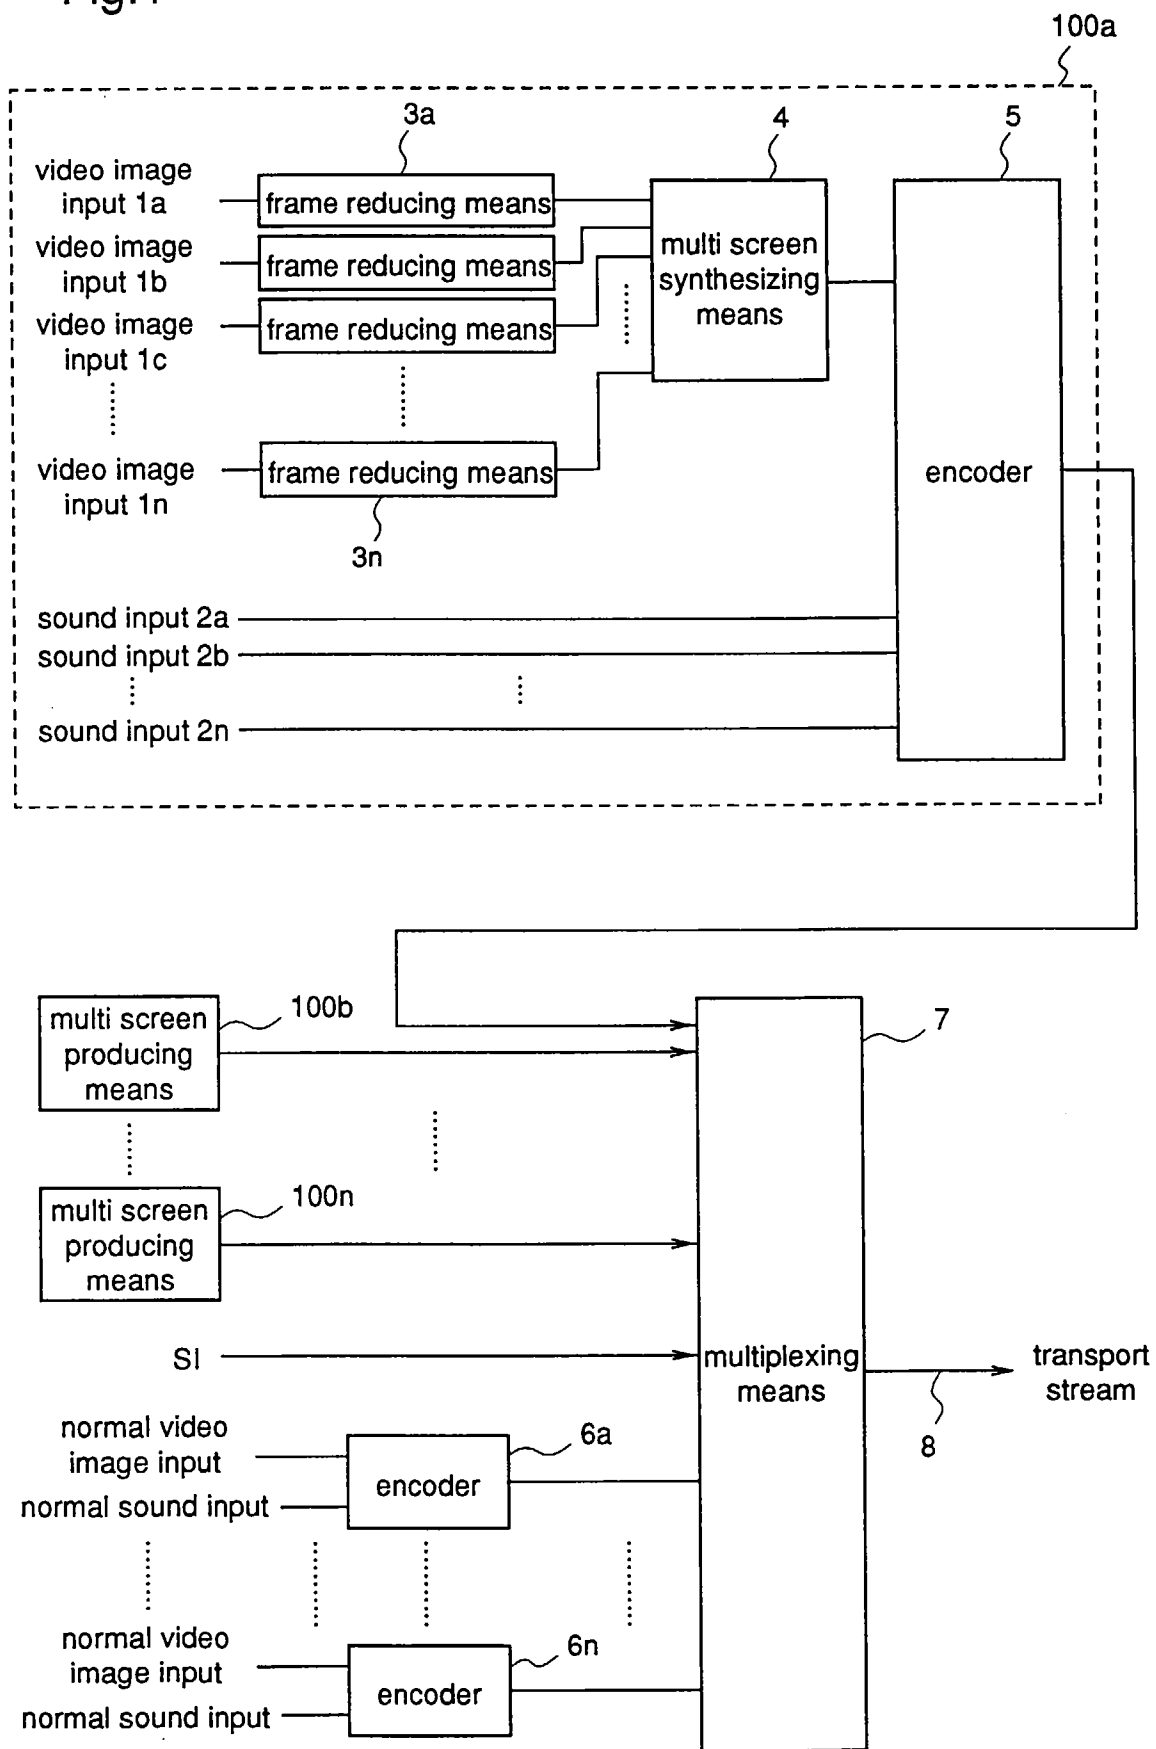 100a
3a
4
5
video image
input 1a
frame reducing means
video image
input 1b
frame reducing means
video image
input 1c
frame reducing means
multi screen
synthesizing
means
video image
input 1n
frame reducing means
3n
encoder
sound input 2a
sound input 2b
sound input 2n
multi screen
producing
means
100b
7
multi screen
producing
means
100n
SI
multiplexing
means
transport
stream
8
normal video
image input
normal sound input
encoder
6a
normal video
image input
normal sound input
encoder
6n